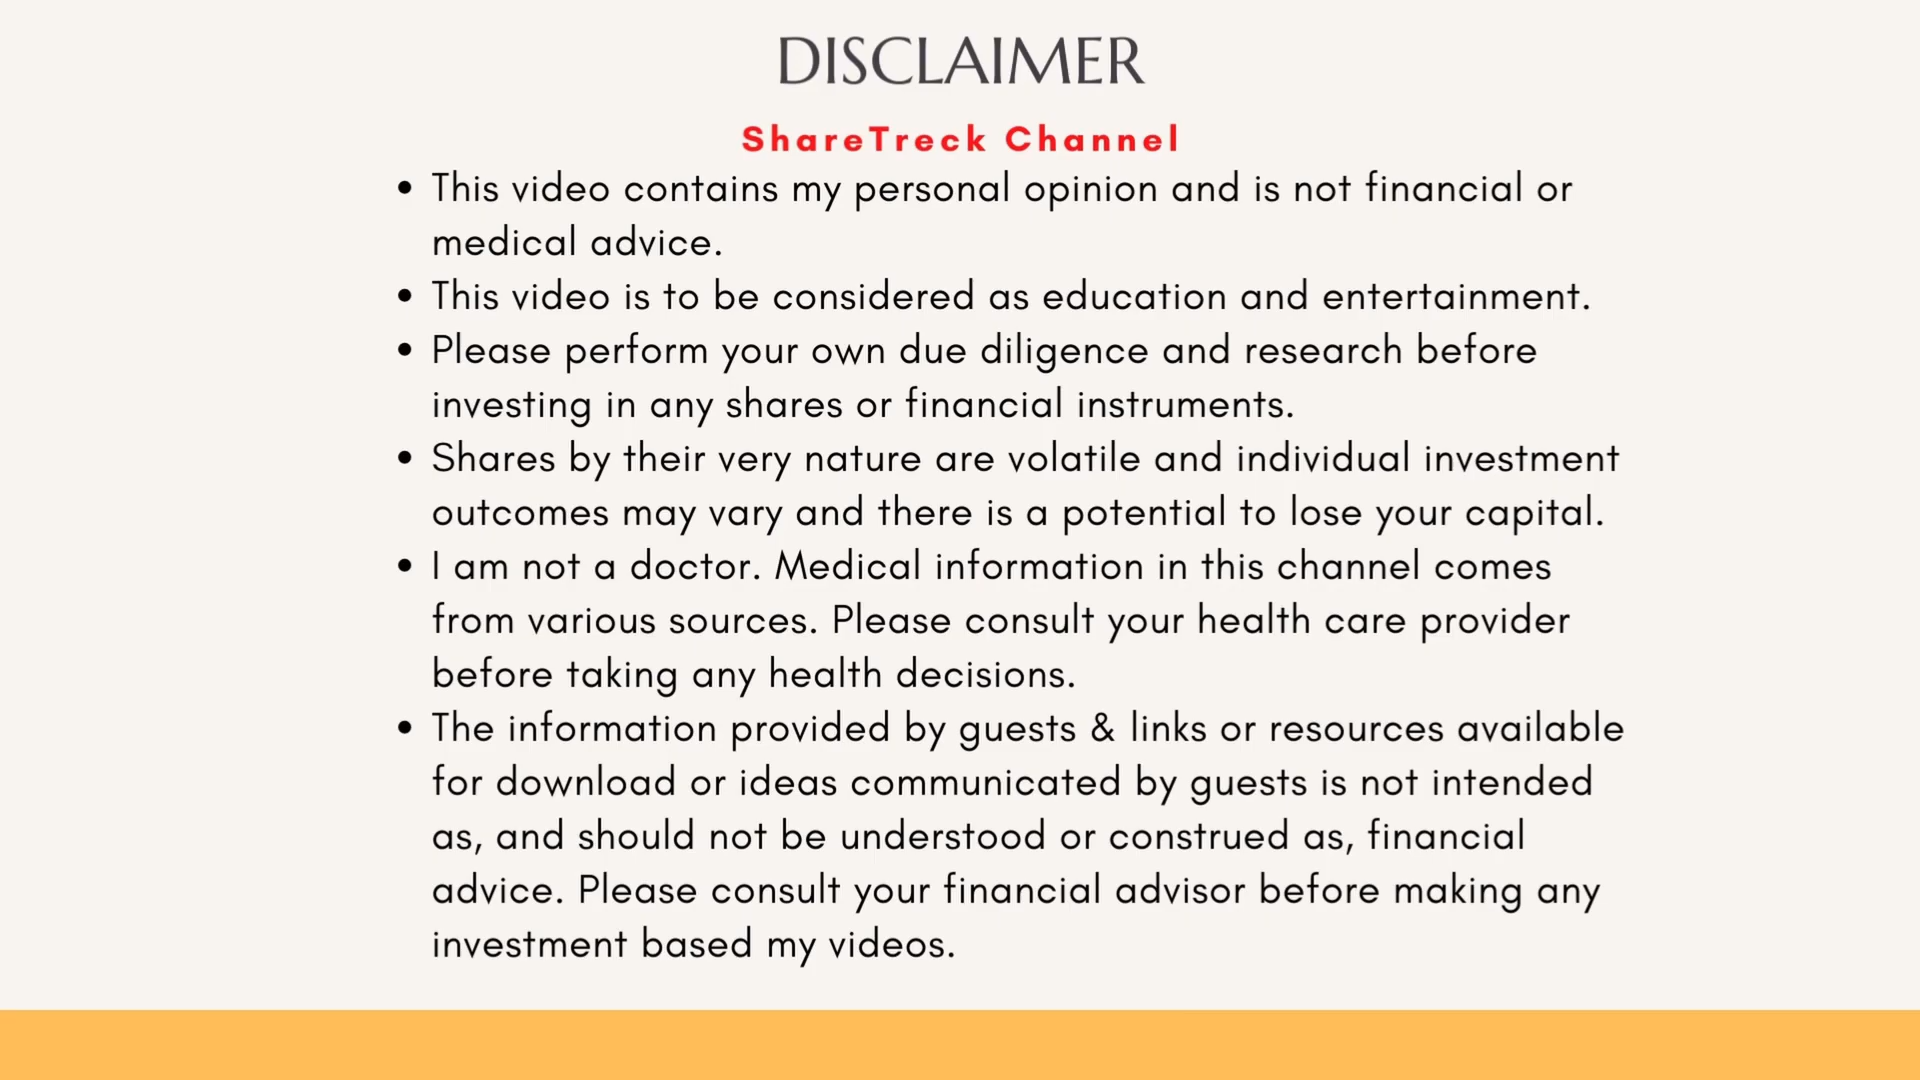 DISCLAIMER
ShareTreck Channel
• This video contains my personal opinion and is not financial or
medical advice.
• This video is to be considered as education and entertainment.
• Please perform your own due diligence and research before
investing in any shares or financial instruments.
• Shares by their very nature are volatile and individual investment
outcomes may vary and there is a potential to lose your capital.
• I am not a doctor. Medical information in this channel comes
from various sources. Please consult your health care provider
before taking any health decisions.
• The information provided by guests & links or resources available
for download or ideas communicated by guests is not intended
as, and should not be understood or construed as, financial
advice. Please consult your financial advisor before making any
investment based my videos.